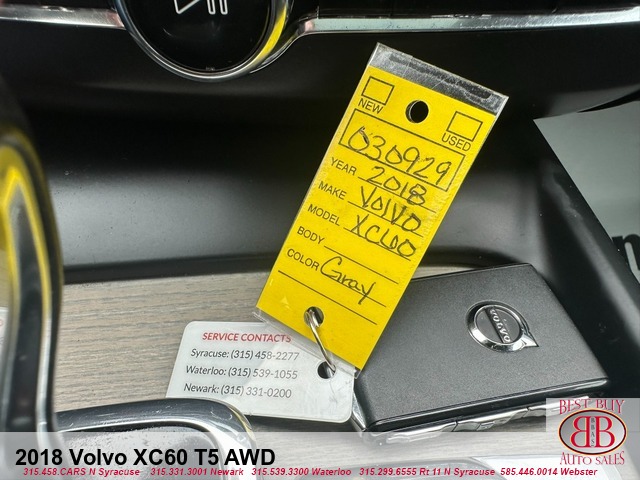 NEW
USED
030929
YEAR 2018
MAKE VOLVO
MODEL XC60
BODY
COLOR Gray
SERVICE CONTACTS
Syracuse: (315) 458-2277
Waterloo: (315) 539-1055
Newark: (315) 331-0200
VOLVO
BEST BUY
BB
AUTO SALES
2018 Volvo XC60 T5 AWD
315.458.CARS N Syracuse 315.331.3001 Newark 315.539.3300 Waterloo 315.299.6555 Rt 11 N Syracuse 585.446.0014 Webster